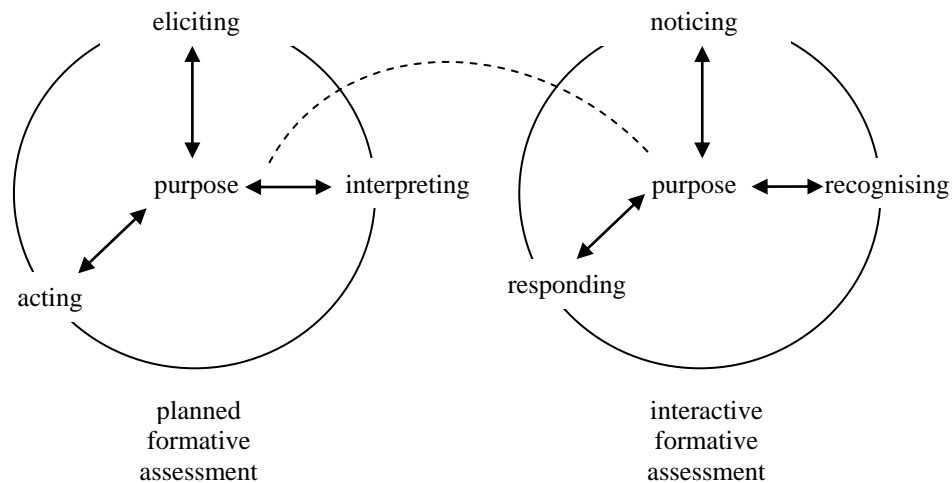 eliciting
purpose
interpreting
acting
planned
formative
assessment
noticing
purpose
recognising
responding
interactive
formative
assessment